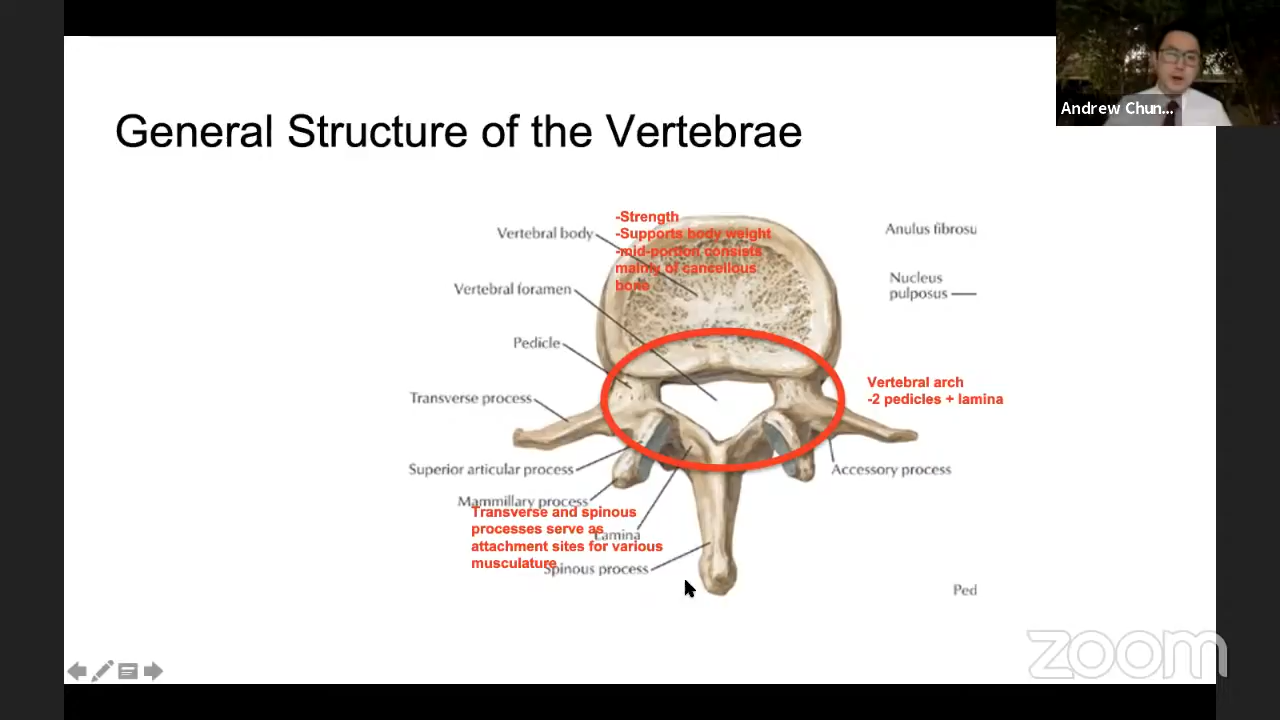 Andrew Chun...
General Structure of the Vertebrae
-Strength
-Supports body weight
-mid-portion consists
mainly of cancellous
bone
Vertebral body
Vertebral foramen
Pedicle
Transverse process
Superior articular process
Mammillary process
Transverse and spinous
processes serve as
attachment sites for various
musculature
Lamina
Spinous process
Anulus fibrosu
Nucleus
pulposus
Vertebral arch
-2 pedicles + lamina
Accessory process
Ped
zoom